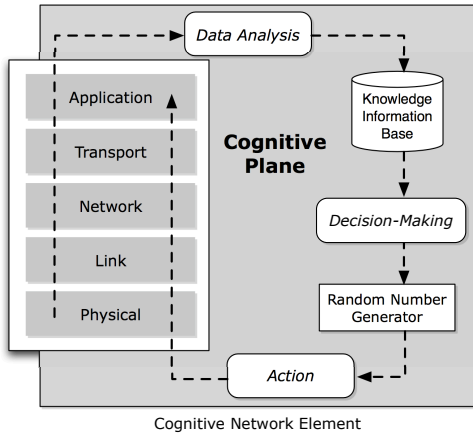 Data Analysis
Application
Transport
Network
Link
Physical
Cognitive
Plane
Knowledge
Information
Base
Decision-Making
Random Number
Generator
Action
Cognitive Network Element